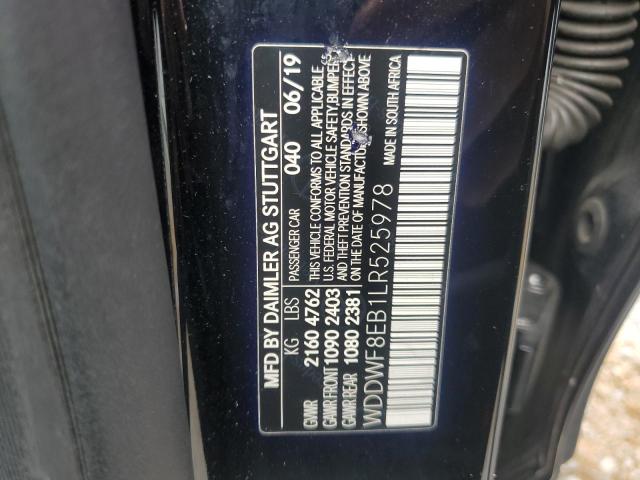 MFD BY DAIMLER AG STUTTGART
KG LBS PASSENGER CAR 040 06/19
GVWR 2160 4762 THIS VEHICLE CONFORMS TO ALL APPLICABLE
GAWR FRONT 1090 2403 U.S. FEDERAL MOTOR VEHICLE SAFETY, BUMPER,
GAWR REAR 1080 2381 AND THEFT PREVENTION STANDARDS IN EFFECT
ON THE DATE OF MANUFACTURE SHOWN ABOVE
WDDWF8EB1LR525978 MADE IN SOUTH AFRICA